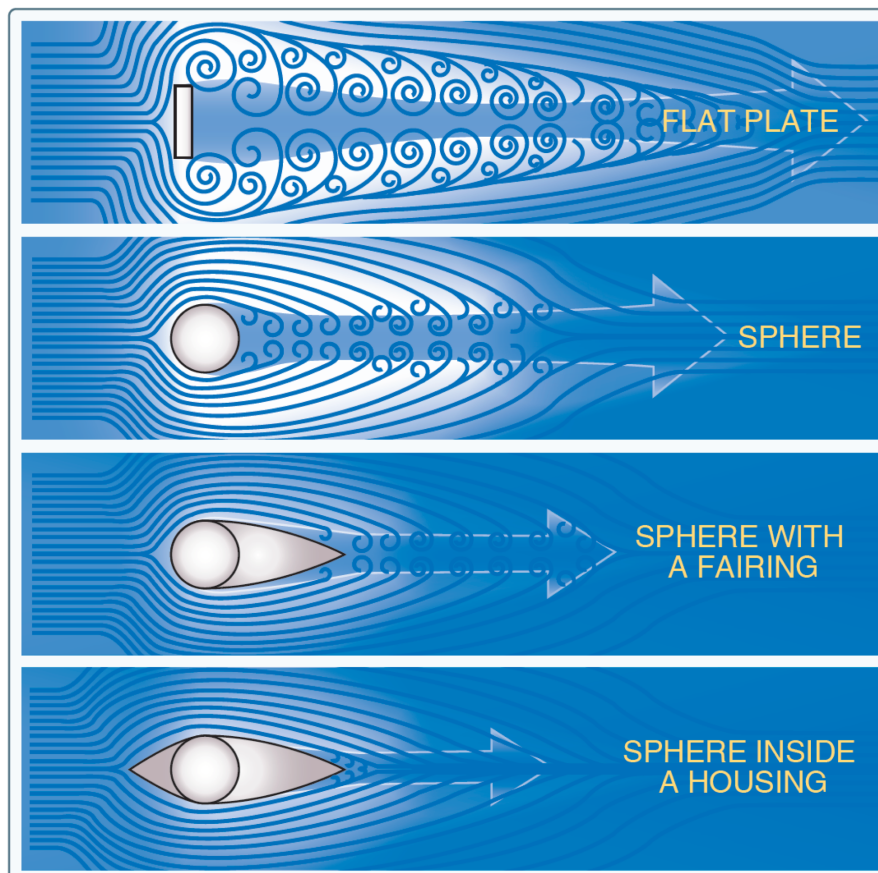 FLAT PLATE
SPHERE
SPHERE WITH
A FAIRING
SPHERE INSIDE
A HOUSING